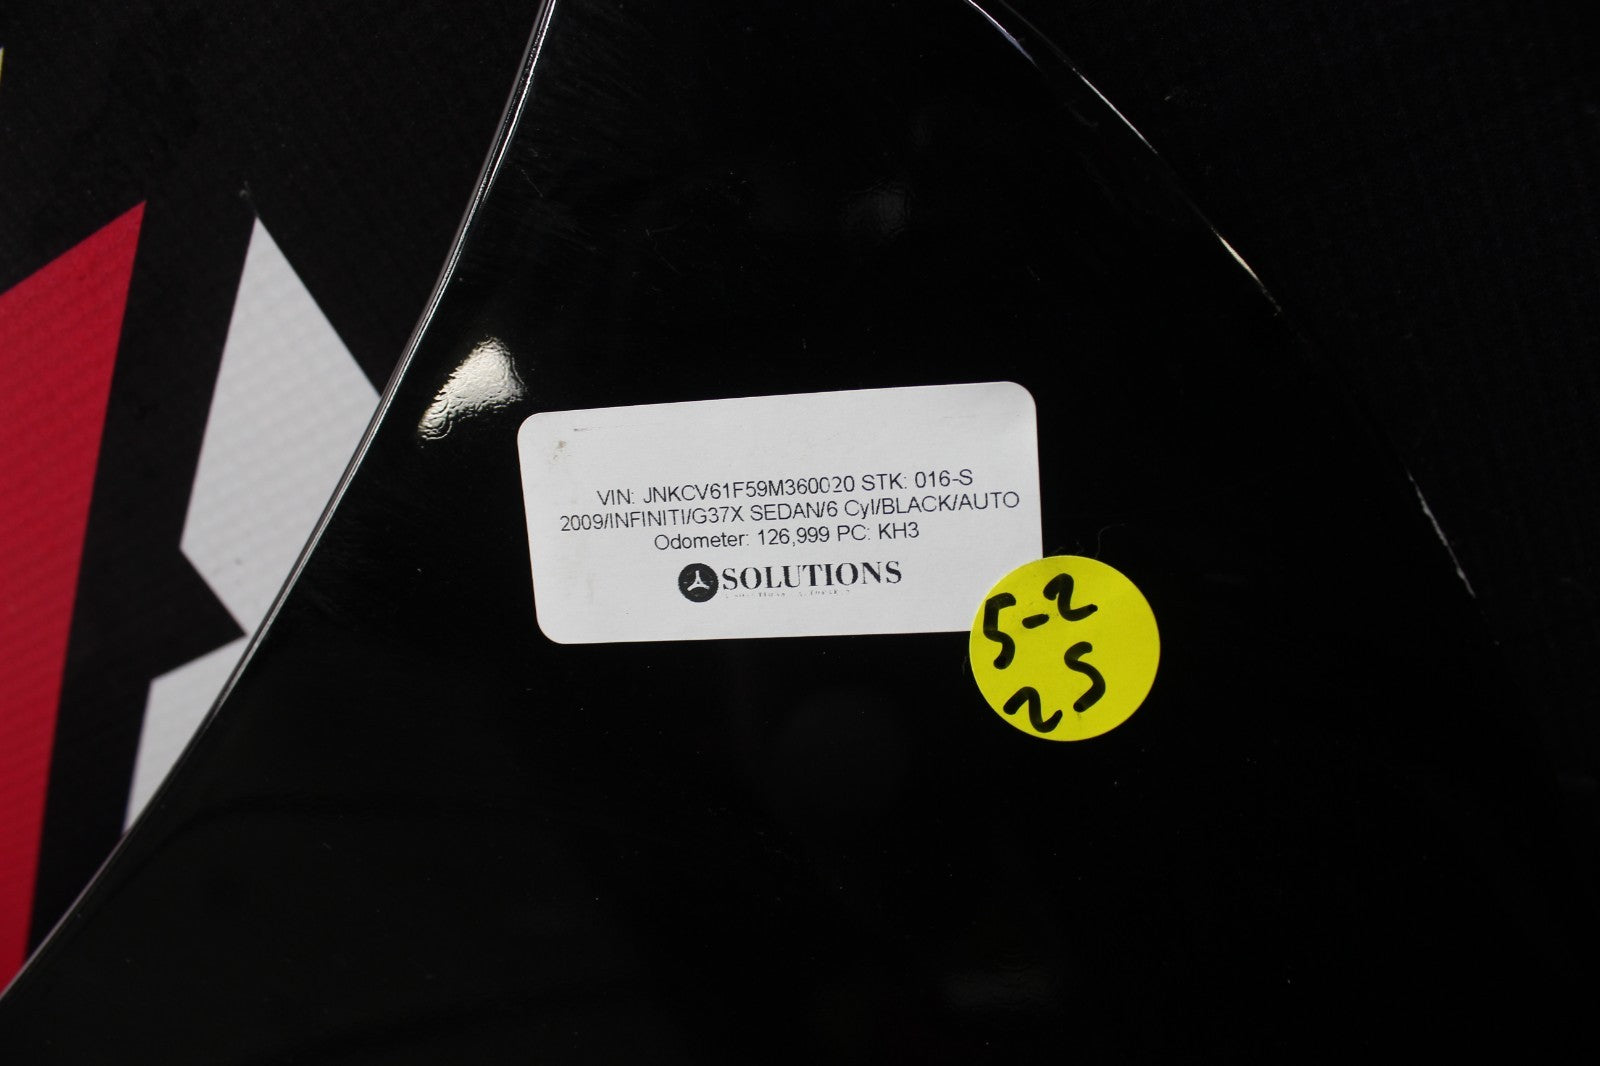 VIN: JNKCV61F59M360020 STK: 016-S
2009/INFINITI/G37X SEDAN/6 Cyl/BLACK/AUTO
Odometer: 126,999 PC: KH3
SOLUTIONS
5-2
25